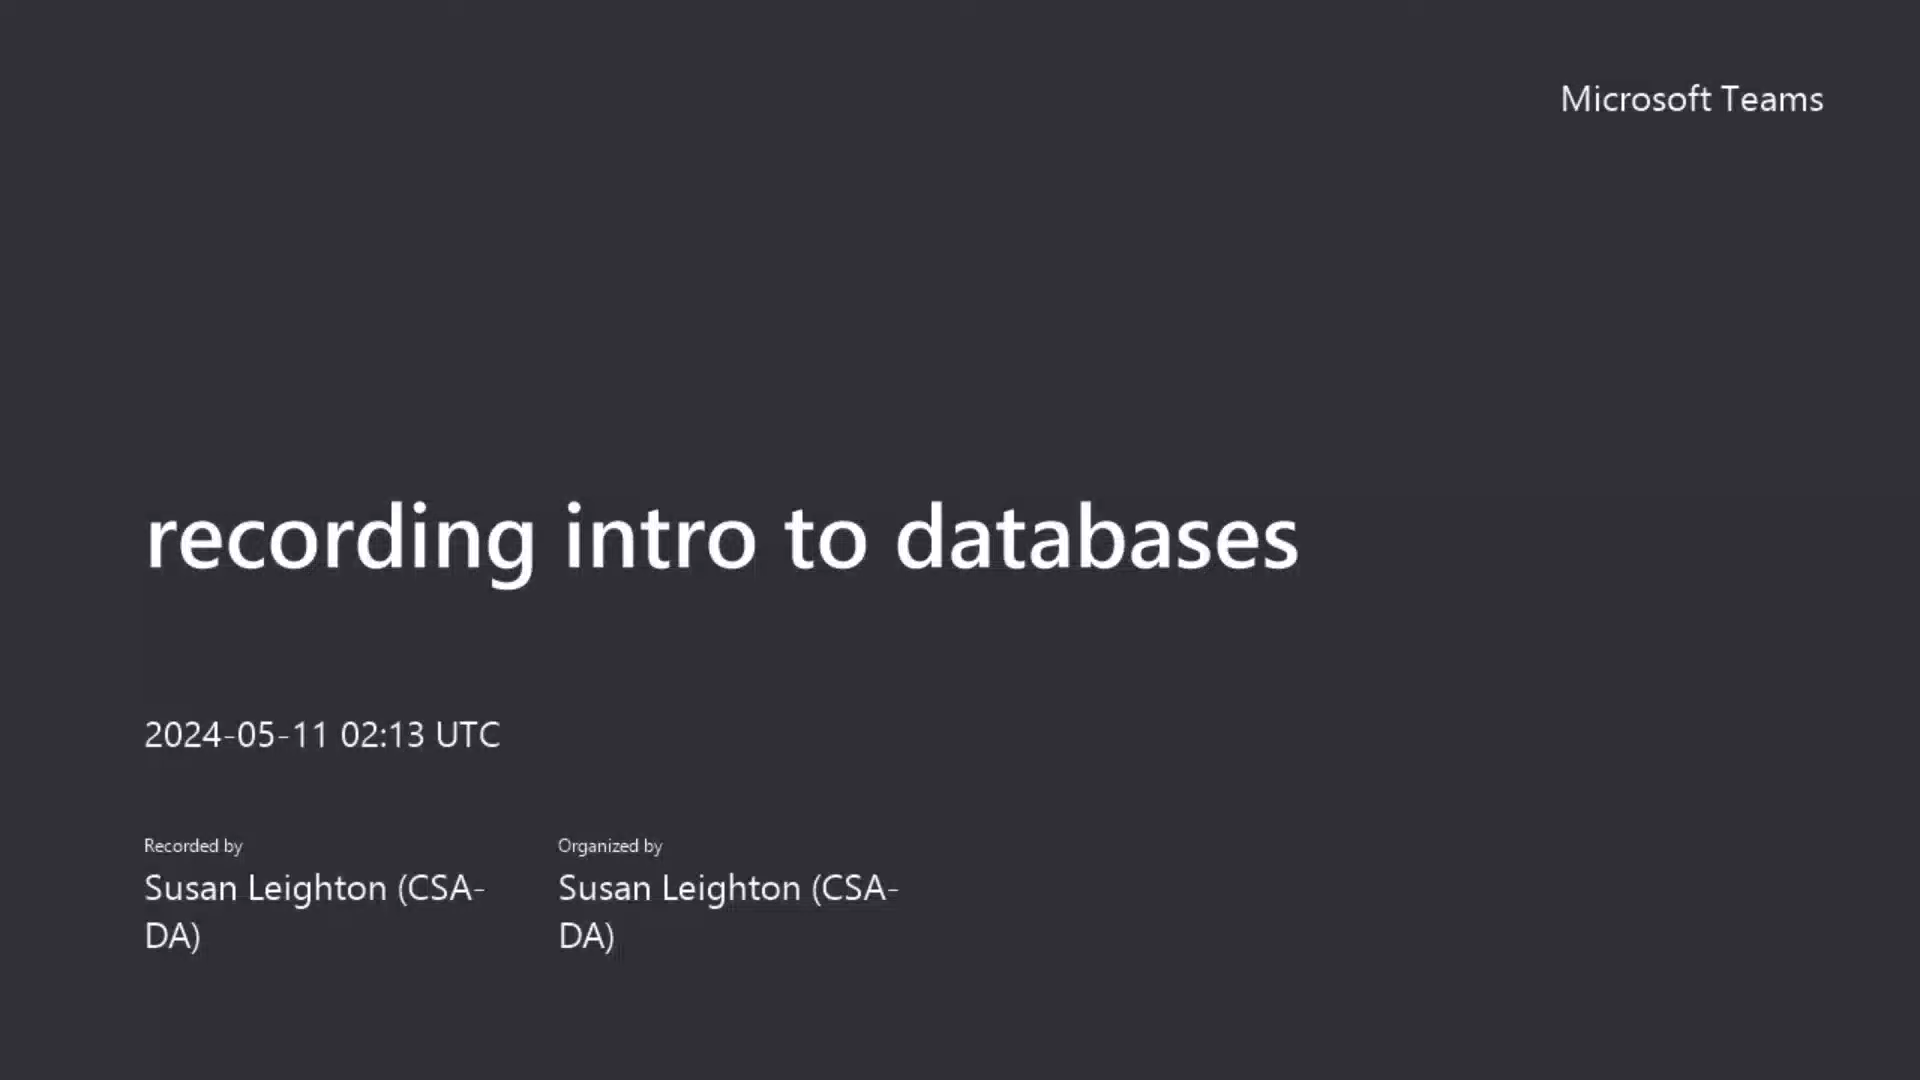 Microsoft Teams
recording intro to databases
2024-05-11 02:13 UTC
Recorded by
Susan Leighton (CSA-
DA)
Organized by
Susan Leighton (CSA-
DA)